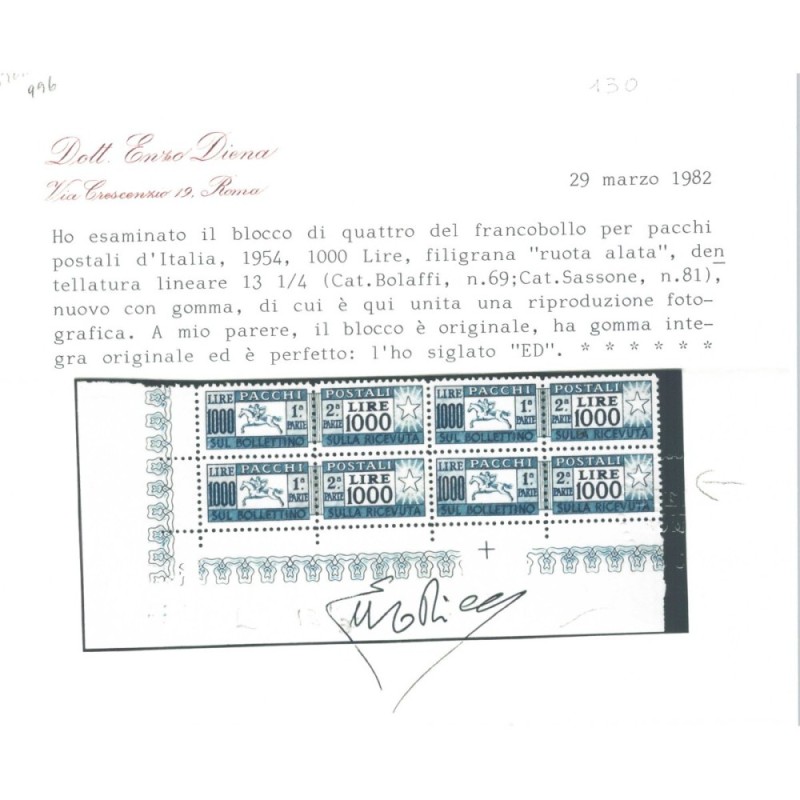 996
130
Dott. Enzo Diena
Via Crescenzio 19, Roma
29 marzo 1982
Ho esaminato il blocco di quattro del francobollo per pacchi
postali d'Italia, 1954, 1000 Lire, filigrana "ruota alata", den
tellatura lineare 13 1/4 (Cat.Bolaffi, n.69;Cat.Sassone, n.81),
nuovo con gomma, di cui è qui unita una riproduzione foto-
grafica. A mio parere, il blocco è originale, ha gomma inte-
gra originale ed è perfetto: l'ho siglato "ED". * * * * * *
LIRE PACCHI POSTALI LIRE PACCHI POSTALI
1000 1ª PARTE 2ª PARTE LIRE 1000 1000 1ª PARTE 2ª PARTE LIRE 1000
SUL BOLLETTINO SULLA RICEVUTA SUL BOLLETTINO SULLA RICEVUTA
LIRE PACCHI POSTALI LIRE PACCHI POSTALI
1000 1ª PARTE 2ª PARTE LIRE 1000 1000 1ª PARTE 2ª PARTE LIRE 1000
SUL BOLLETTINO SULLA RICEVUTA SUL BOLLETTINO SULLA RICEVUTA